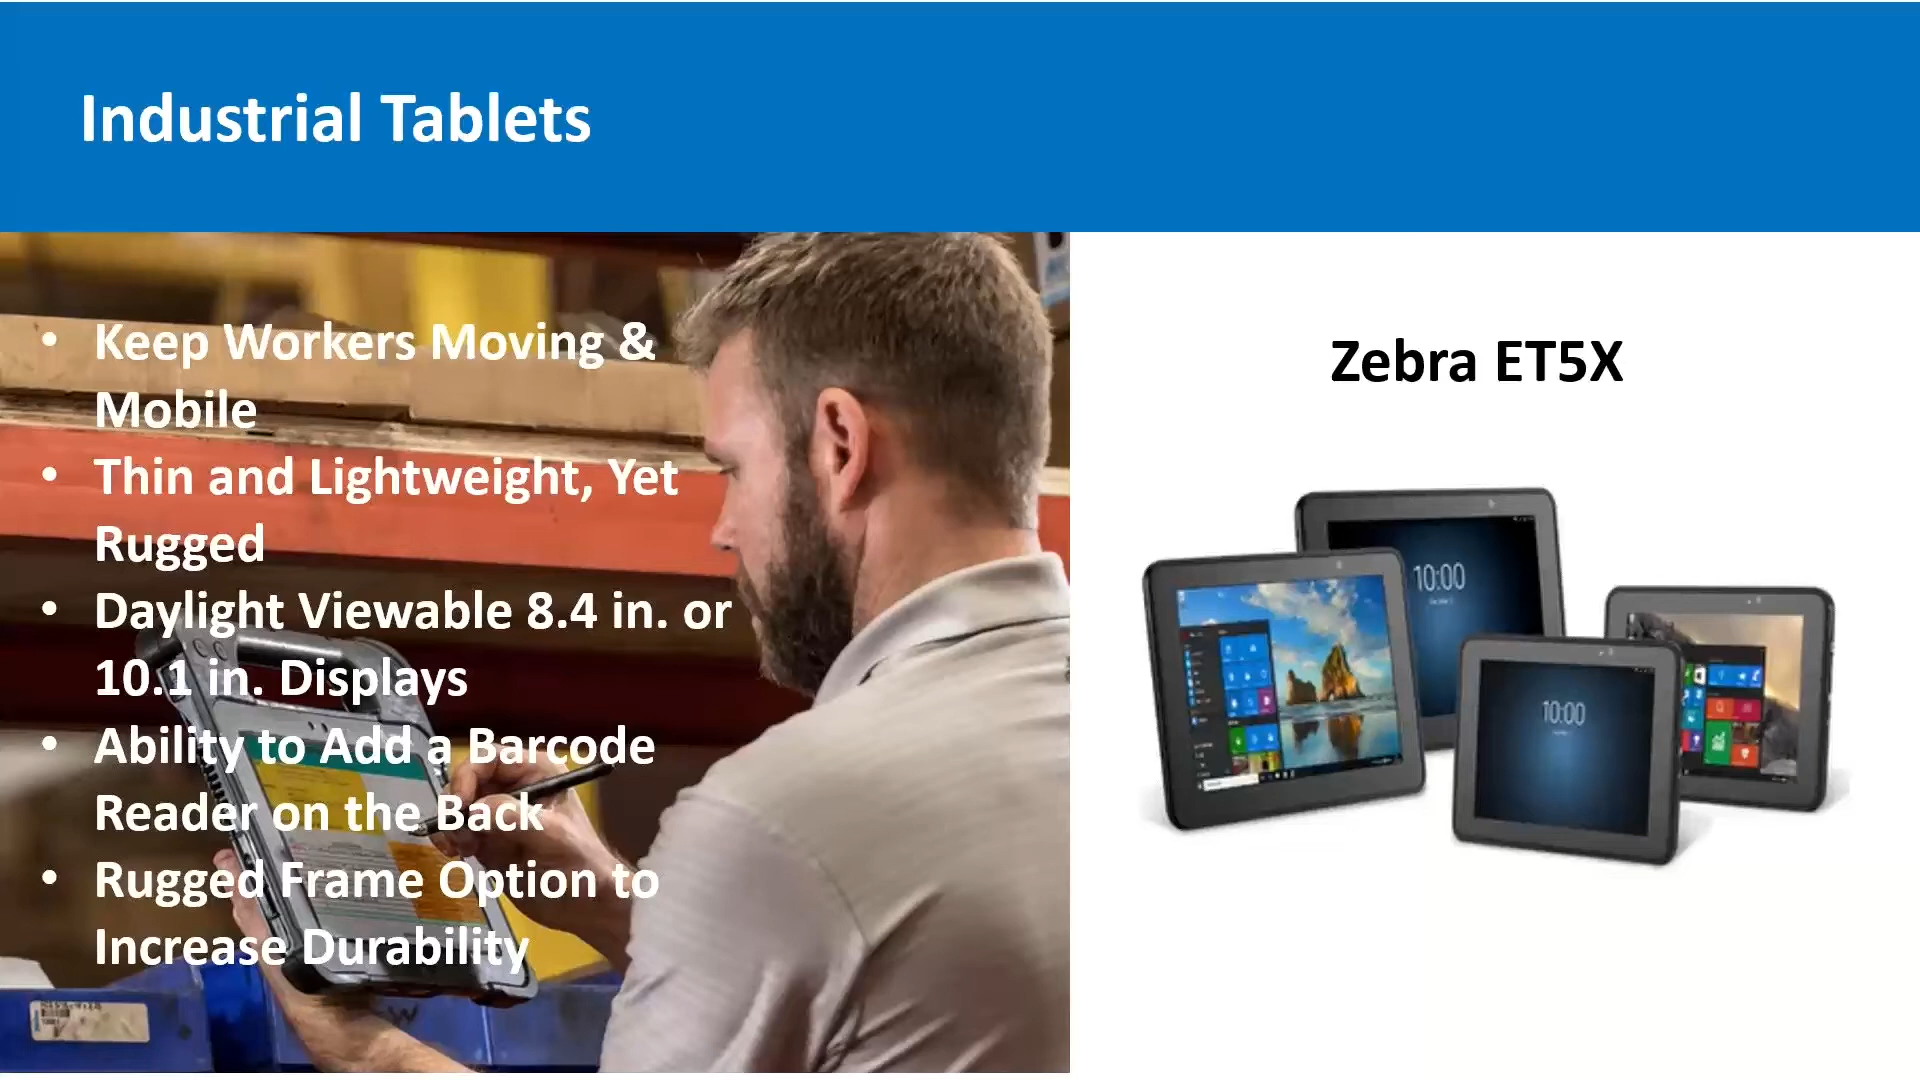 Industrial Tablets
• Keep Workers Moving &
Mobile
• Thin and Lightweight, Yet
Rugged
• Daylight Viewable 8.4 in. or
10.1 in. Displays
• Ability to Add a Barcode
Reader on the Back
• Rugged Frame Option to
Increase Durability
Zebra ET5X
10:00
10:00